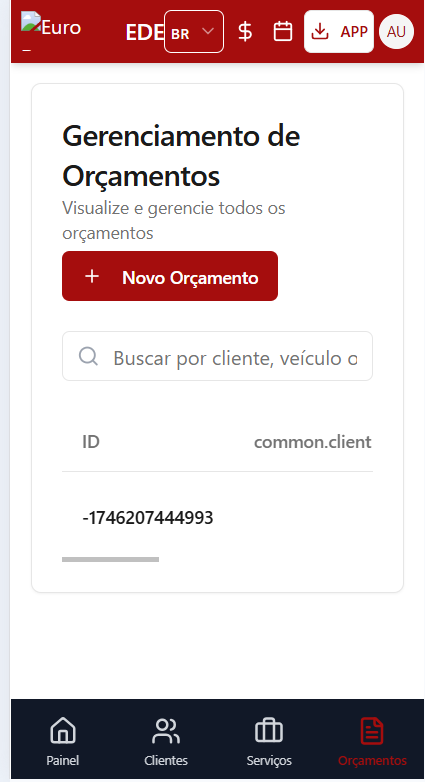 Euro
EDE
BR
APP
AU
Gerenciamento de
Orçamentos
Visualize e gerencie todos os
orçamentos
Novo Orçamento
Buscar por cliente, veículo o
ID common.client
-1746207444993
Painel
Clientes
Serviços
Orçamentos